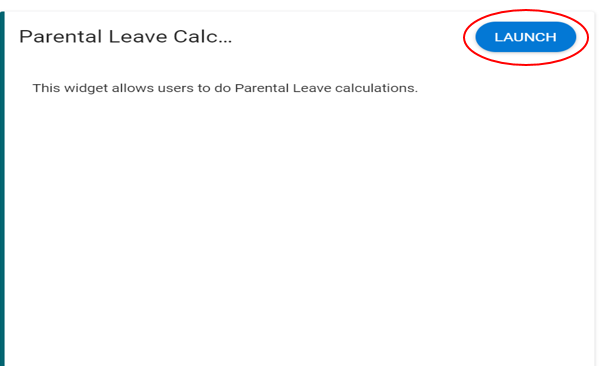 Parental Leave Calc...
LAUNCH
This widget allows users to do Parental Leave calculations.